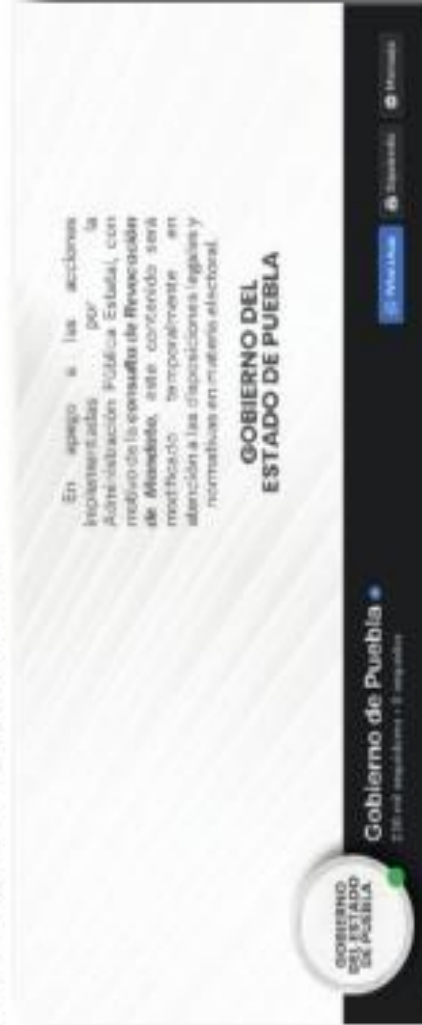 En apego a las acciones
implementadas por la
Administración Pública Estatal, con
motivo de la consulta de Revocación
de Mandato, este contenido será
modificado temporalmente en
atención a las disposiciones legales y
normativas en materia electoral.
GOBIERNO DEL
ESTADO DE PUEBLA
GOBIERNO
DEL ESTADO
DE PUEBLA
Gobierno de Puebla
seguidores
Siguiendo